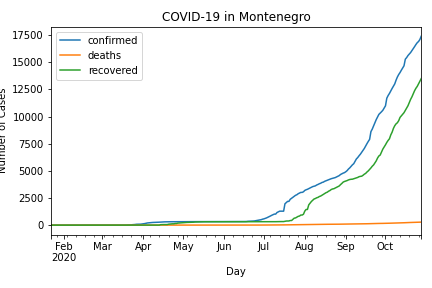 COVID-19 in Montenegro
17500
15000
12500
10000
7500
5000
2500
0
Number of Cases
confirmed
deaths
recovered
Feb Mar Apr May Jun Jul Aug Sep Oct
2020
Day